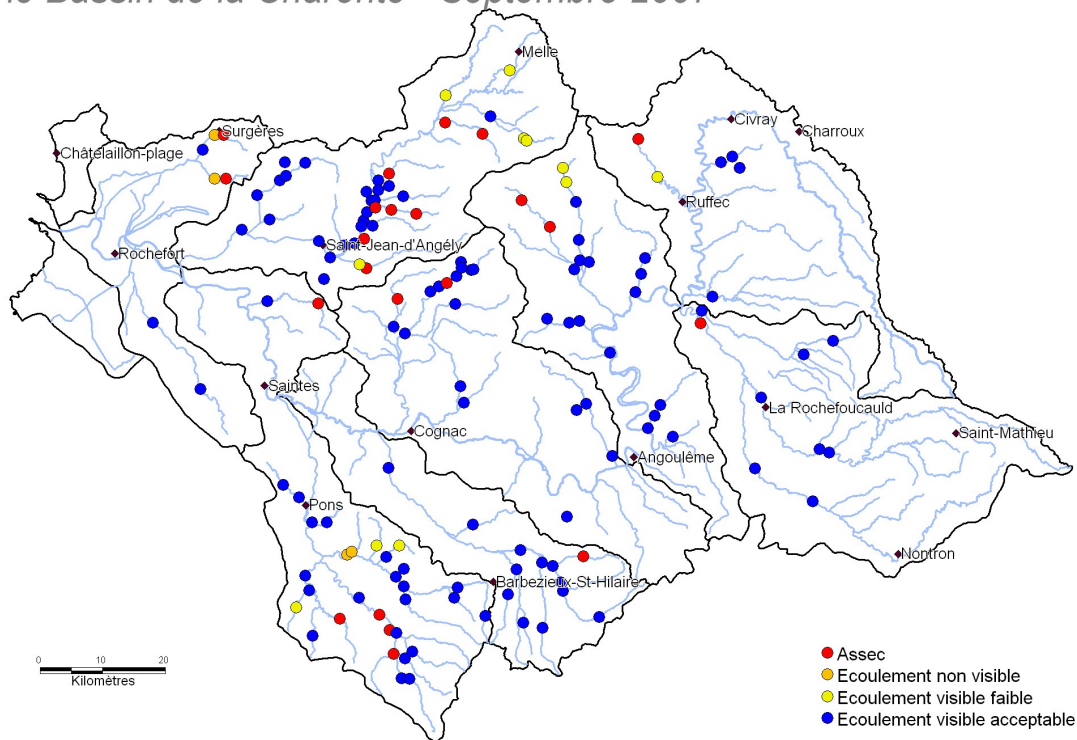 le Bassin de la Charente - Septembre 2007
Melle
Surgères
Civray
Charroux
Châtelaillon-plage
Ruffec
Saint-Jean-d'Angély
Rochefort
Saintes
La Rochefoucauld
Cognac
Saint-Mathieu
Angoulême
Pons
Nontron
Barbezieux-St-Hilaire
0 10 20
Kilomètres
Assec
Ecoulement non visible
Ecoulement visible faible
Ecoulement visible acceptable